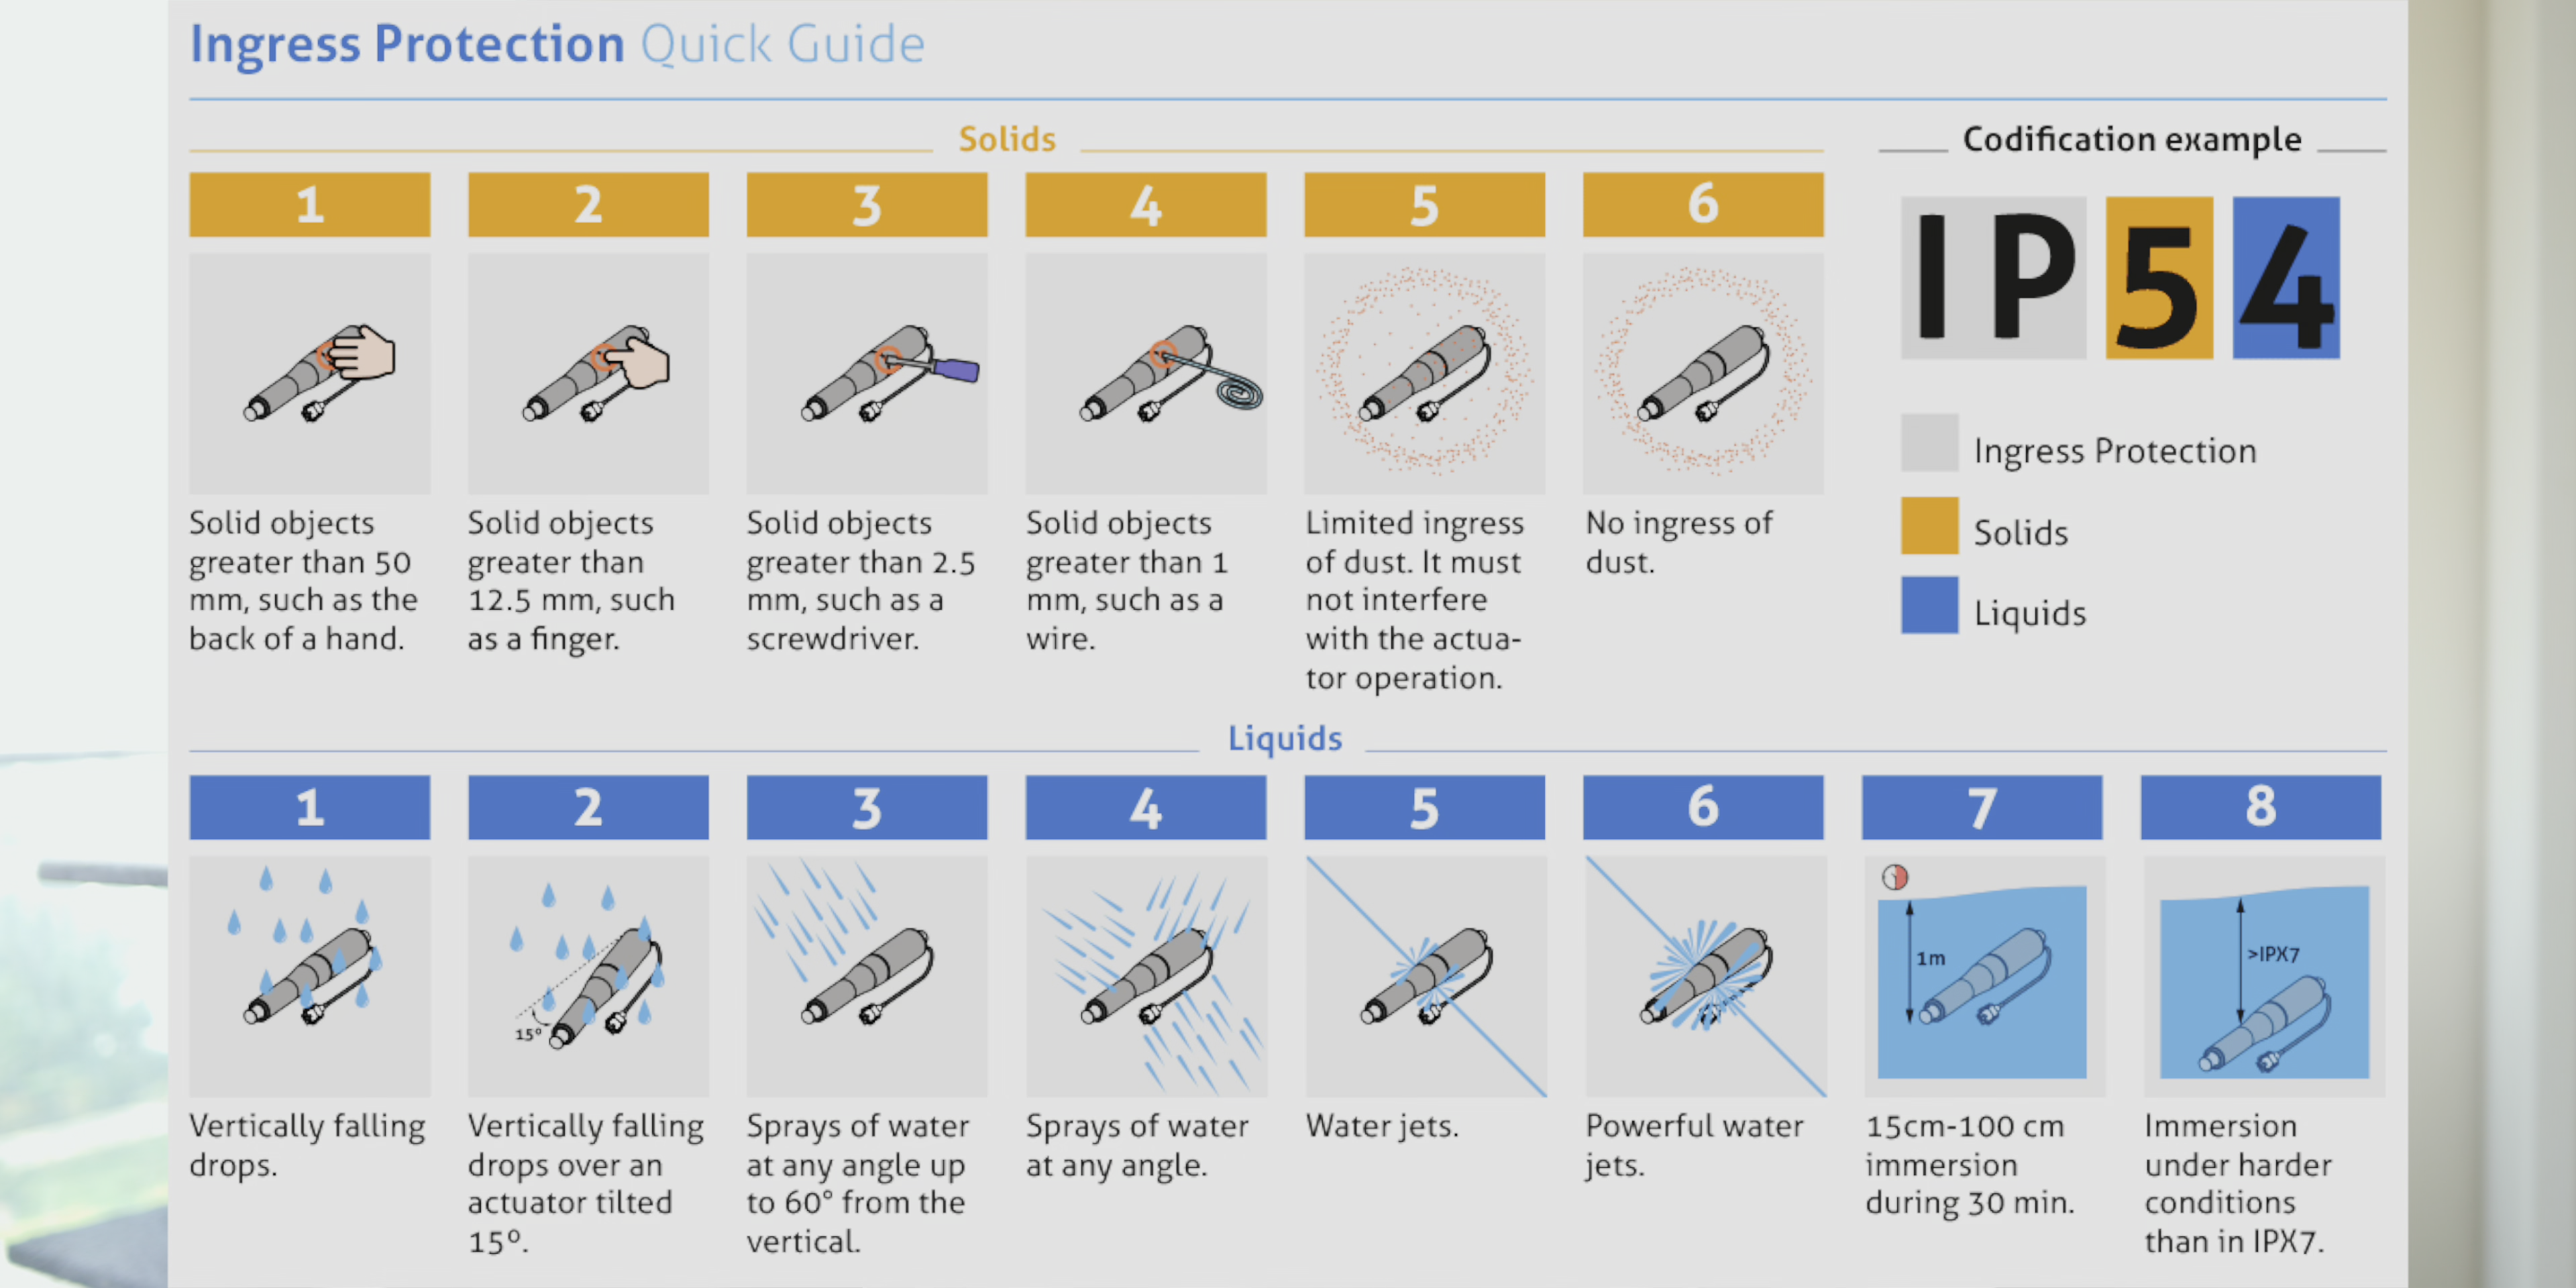 Ingress Protection Quick Guide
Solids
Codification example
1
2
3
4
5
6
IP54
Solid objects
greater than 50
mm, such as the
back of a hand.
Solid objects
greater than
12.5 mm, such
as a finger.
Solid objects
greater than 2.5
mm, such as a
screwdriver.
Solid objects
greater than 1
mm, such as a
wire.
Limited ingress
of dust. It must
not interfere
with the actua-
tor operation.
No ingress of
dust.
Ingress Protection
Solids
Liquids
Liquids
1
2
3
4
5
6
7
8
15°
1m
>IPX7
Vertically falling
drops.
Vertically falling
drops over an
actuator tilted
15º.
Sprays of water
at any angle up
to 60° from the
vertical.
Sprays of water
at any angle.
Water jets.
Powerful water
jets.
15cm-100 cm
immersion
during 30 min.
Immersion
under harder
conditions
than in IPX7.